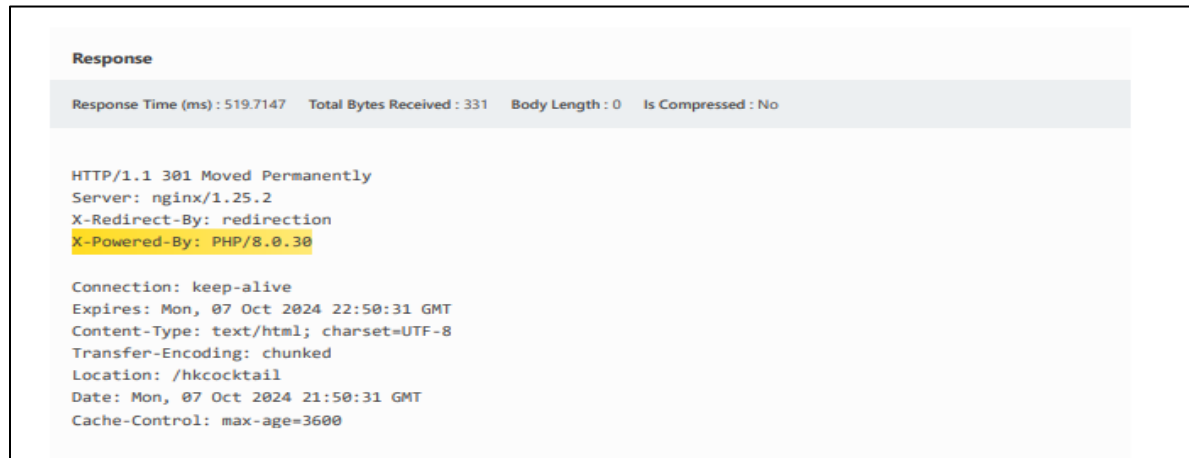 Response
Response Time (ms) : 519.7147 Total Bytes Received : 331 Body Length : 0 Is Compressed : No
HTTP/1.1 301 Moved Permanently
Server: nginx/1.25.2
X-Redirect-By: redirection
X-Powered-By: PHP/8.0.30
Connection: keep-alive
Expires: Mon, 07 Oct 2024 22:50:31 GMT
Content-Type: text/html; charset=UTF-8
Transfer-Encoding: chunked
Location: /hkcocktail
Date: Mon, 07 Oct 2024 21:50:31 GMT
Cache-Control: max-age=3600